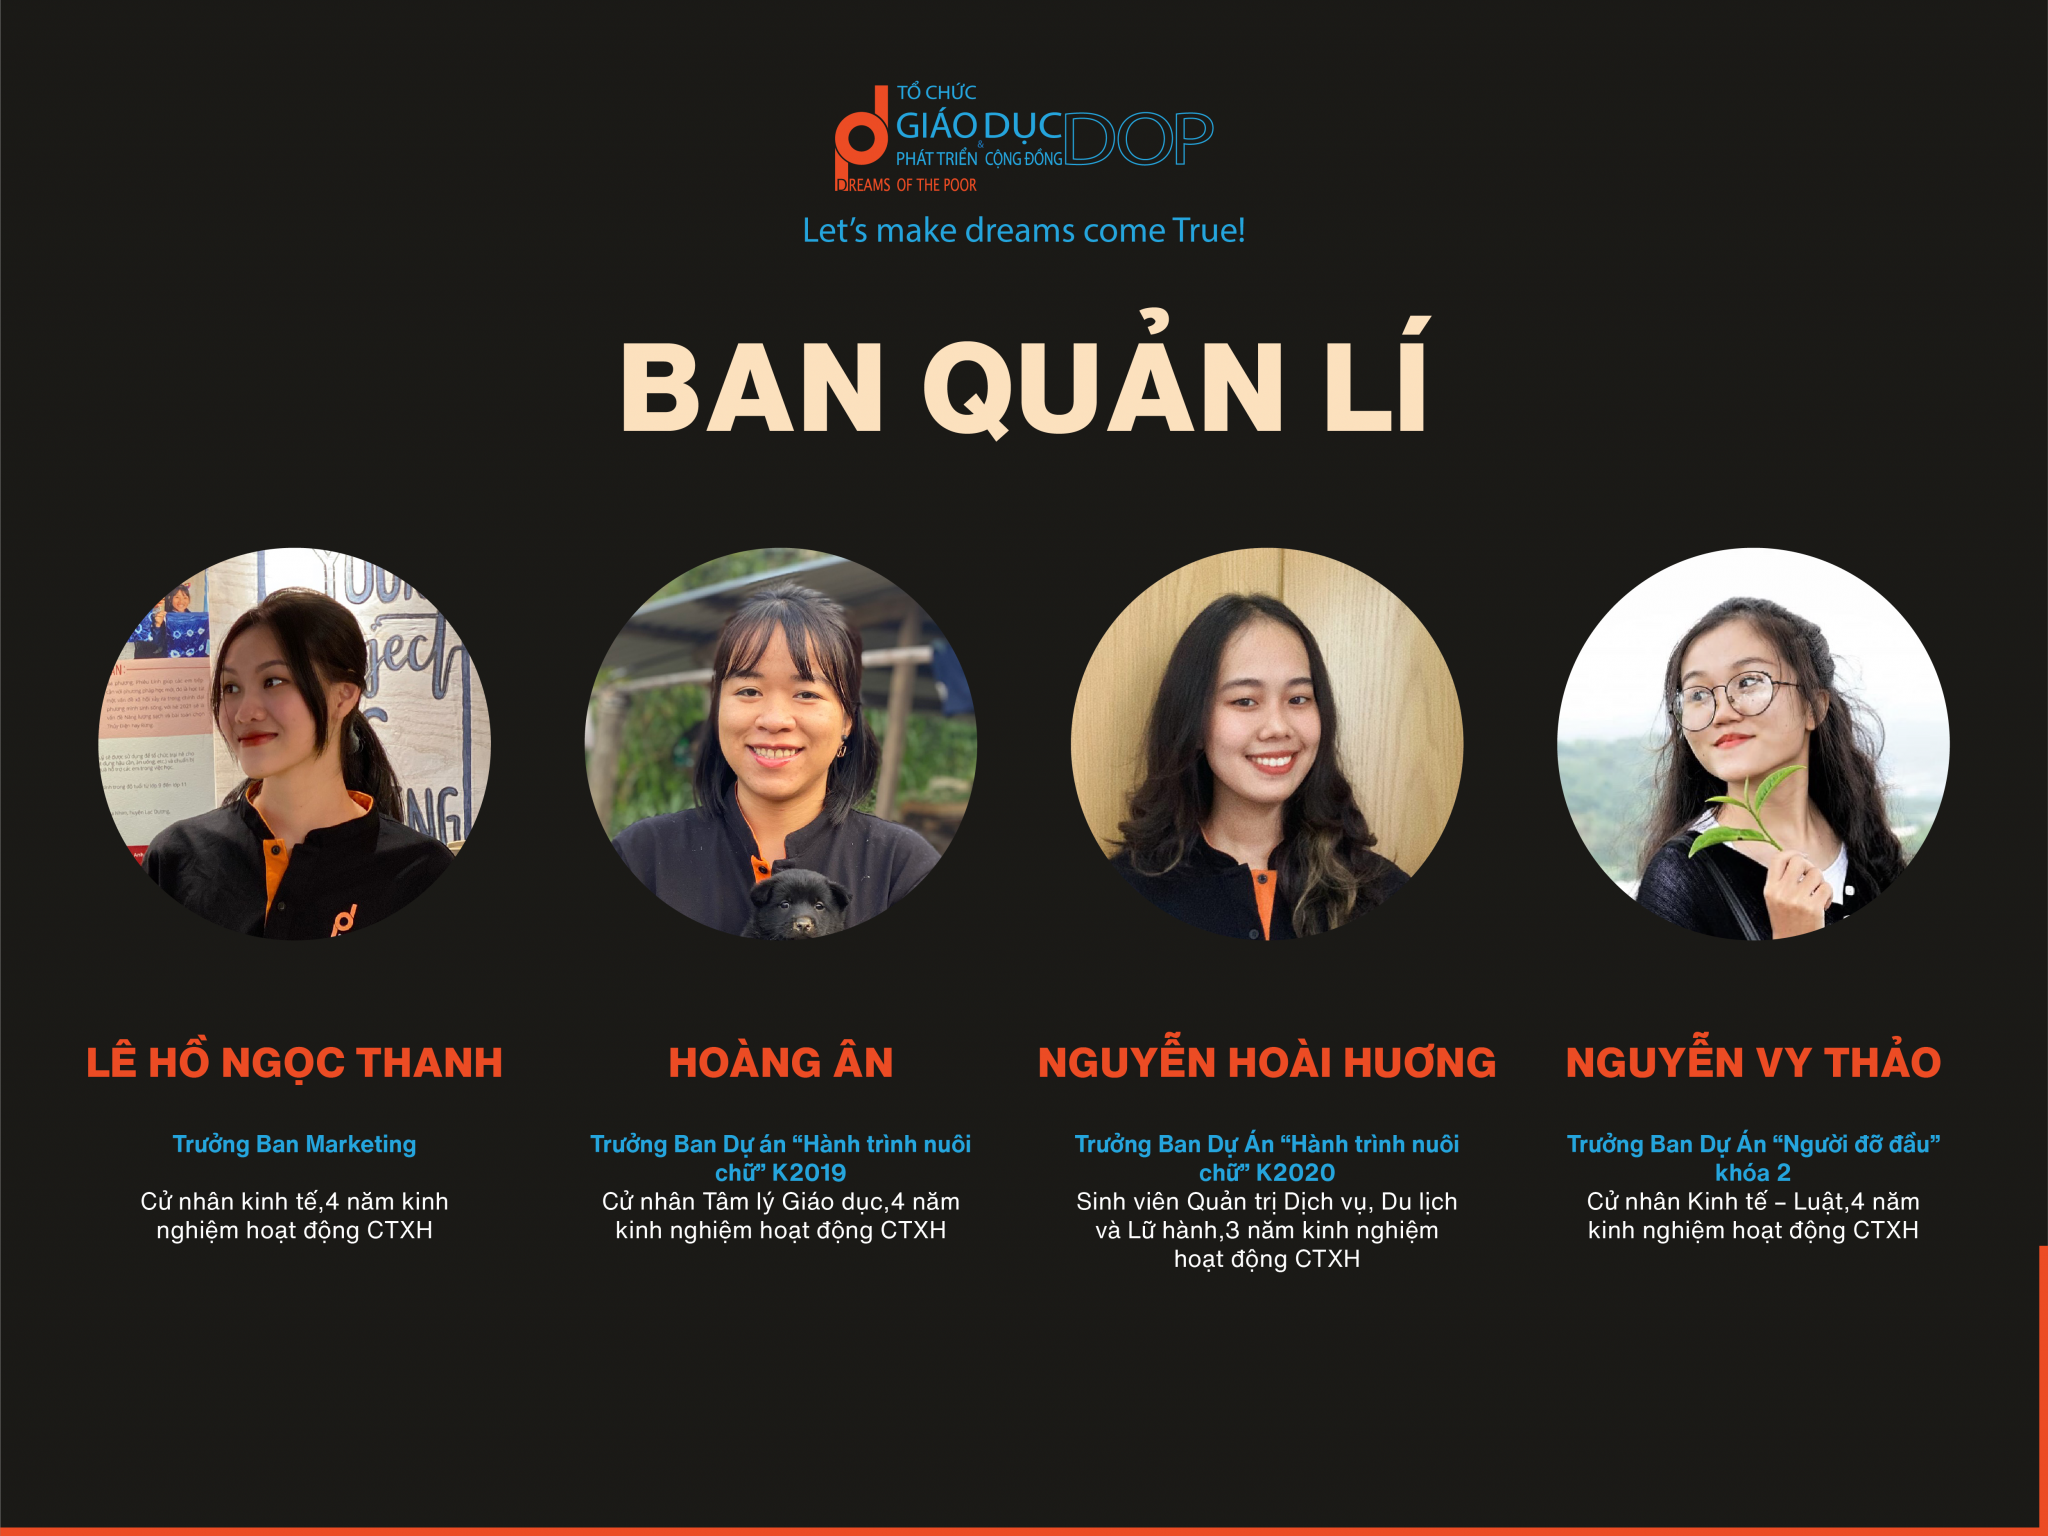 TỔ CHỨC
GIÁO DỤC
&
PHÁT TRIỂN CỘNG ĐỒNG
DOP
DREAMS OF THE POOR
Let's make dreams come True!
BAN QUẢN LÍ
LÊ HỒ NGỌC THANH
Trưởng Ban Marketing
Cử nhân kinh tế,4 năm kinh
nghiệm hoạt động CTXH
HOÀNG ÂN
Trưởng Ban Dự án “Hành trình nuôi
chữ” K2019
Cử nhân Tâm lý Giáo dục,4 năm
kinh nghiệm hoạt động CTXH
NGUYỄN HOÀI HUƠNG
Trưởng Ban Dự Án “Hành trình nuôi
chữ” K2020
Sinh viên Quản trị Dịch vụ, Du lịch
và Lữ hành,3 năm kinh nghiệm
hoạt động CTXH
NGUYỄN VY THẢO
Trưởng Ban Dự Án “Người đỡ đầu”
khóa 2
Cử nhân Kinh tế – Luật,4 năm
kinh nghiệm hoạt động CTXH